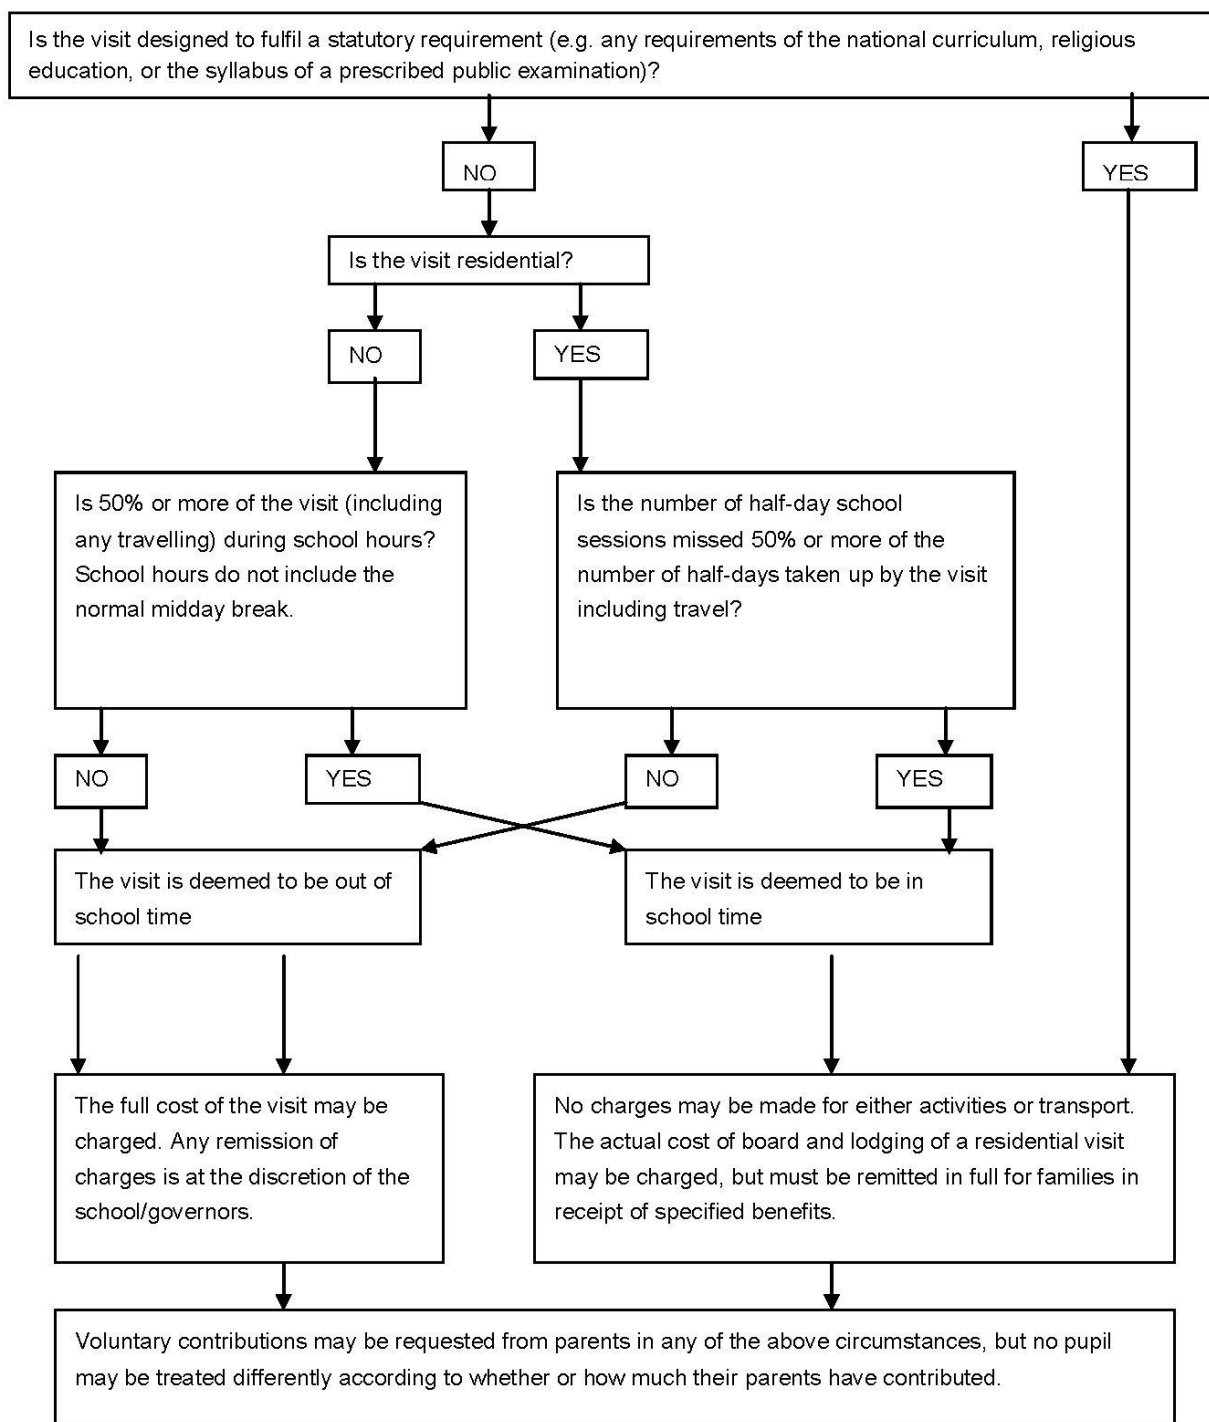 Is the visit designed to fulfil a statutory requirement (e.g. any requirements of the national curriculum, religious
education, or the syllabus of a prescribed public examination)?
NO
YES
Is the visit residential?
NO
YES
Is 50% or more of the visit (including
any travelling) during school hours?
School hours do not include the
normal midday break.
Is the number of half-day school
sessions missed 50% or more of the
number of half-days taken up by the visit
including travel?
NO
YES
NO
YES
The visit is deemed to be out of
school time
The visit is deemed to be in
school time
The full cost of the visit may be
charged. Any remission of
charges is at the discretion of the
school/governors.
No charges may be made for either activities or transport.
The actual cost of board and lodging of a residential visit
may be charged, but must be remitted in full for families in
receipt of specified benefits.
Voluntary contributions may be requested from parents in any of the above circumstances, but no pupil
may be treated differently according to whether or how much their parents have contributed.